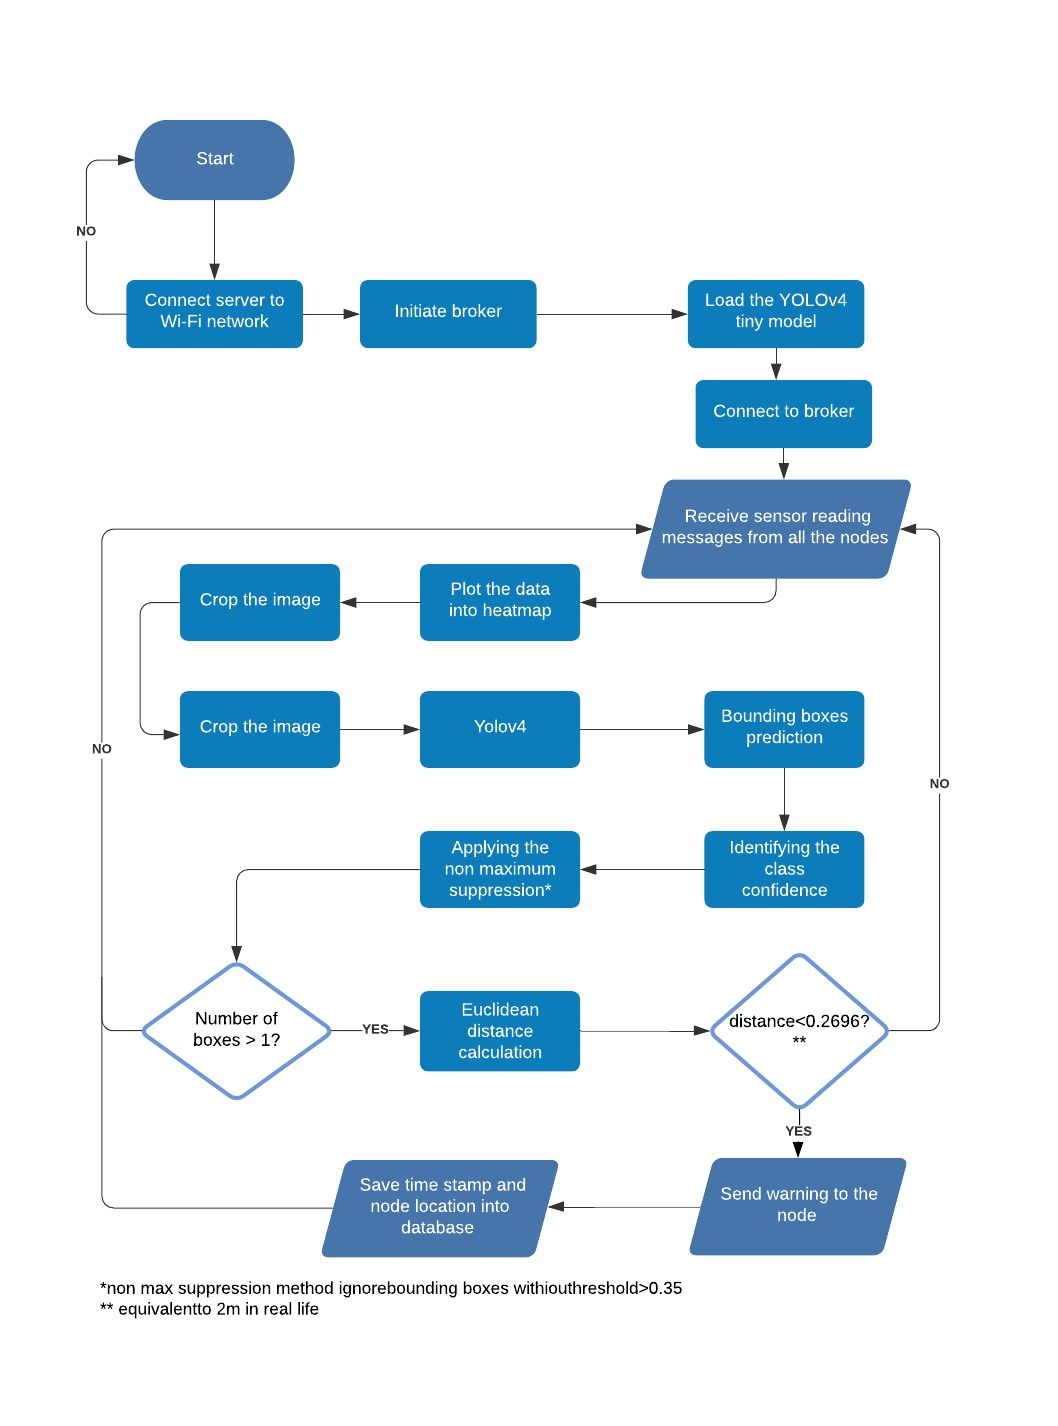 Start
NO
Connect server to
Wi-Fi network
Initiate broker
Load the YOLOv4
tiny model
Connect to broker
Receive sensor reading
messages from all the nodes
Plot the data
into heatmap
Crop the image
Crop the image
Yolov4
Bounding boxes
prediction
NO
NO
Identifying the
class
confidence
Applying the
non maximum
suppression*
Number of
boxes > 1?
YES
Euclidean
distance
calculation
distance<0.2696?
**
YES
Send warning to the
node
Save time stamp and
node location into
database
*non max suppression method ignorebounding boxes withiouthreshold>0.35
** equivalentto 2m in real life